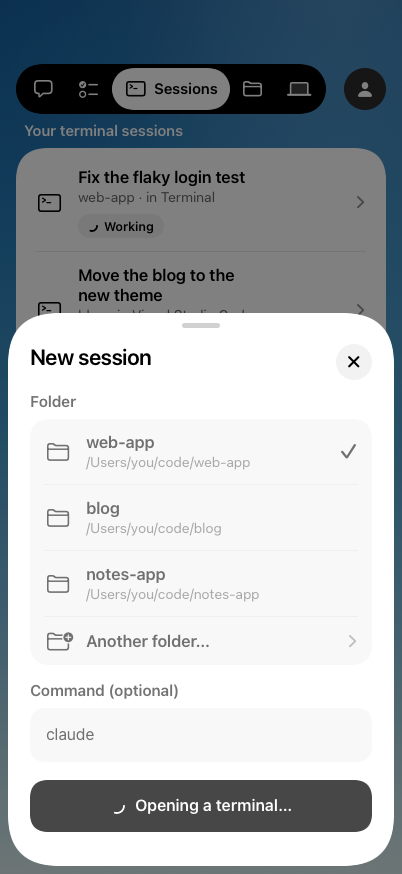 Sessions
Your terminal sessions
Fix the flaky login test
web-app · in Terminal
Working
Move the blog to the
new theme
New session
Folder
web-app
/Users/you/code/web-app
blog
/Users/you/code/blog
notes-app
/Users/you/code/notes-app
Another folder...
Command (optional)
claude
Opening a terminal...